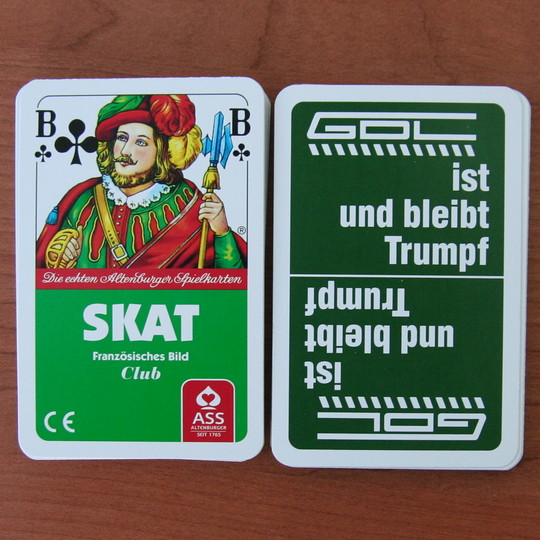 B B
®
Die echten Altenburger Spielkarten
SKAT
Französisches Bild
Club
CE
ASS
ALTENBURGER
SEIT 1765
GDL
ist
und bleibt
Trumpf
Trumpf
und bleibt
ist
GDL